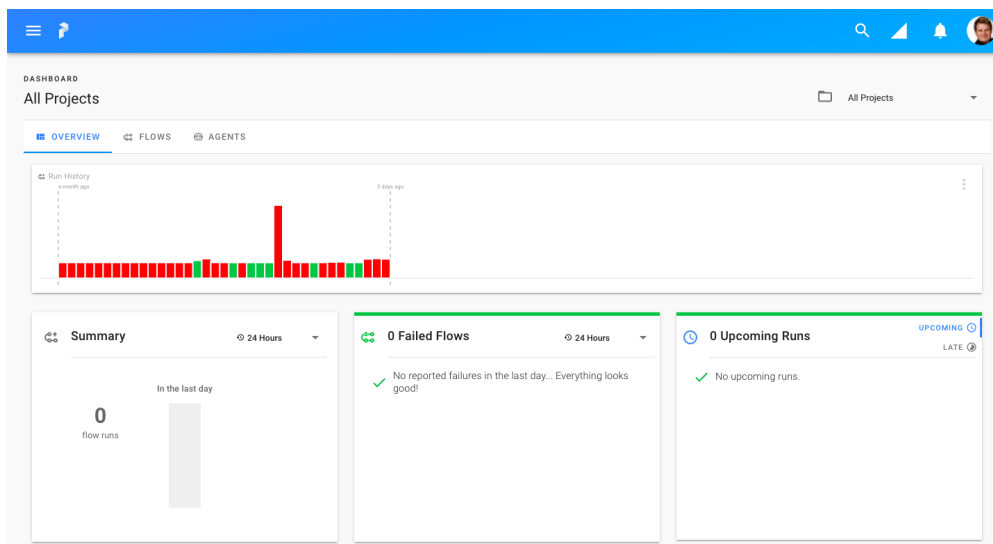 DASHBOARD
All Projects
All Projects
OVERVIEW
FLOWS
AGENTS
Run History
a month ago
3 days ago
Summary
24 Hours
In the last day
0
flow runs
0 Failed Flows
24 Hours
No reported failures in the last day... Everything looks
good!
0 Upcoming Runs
UPCOMING
LATE
No upcoming runs.